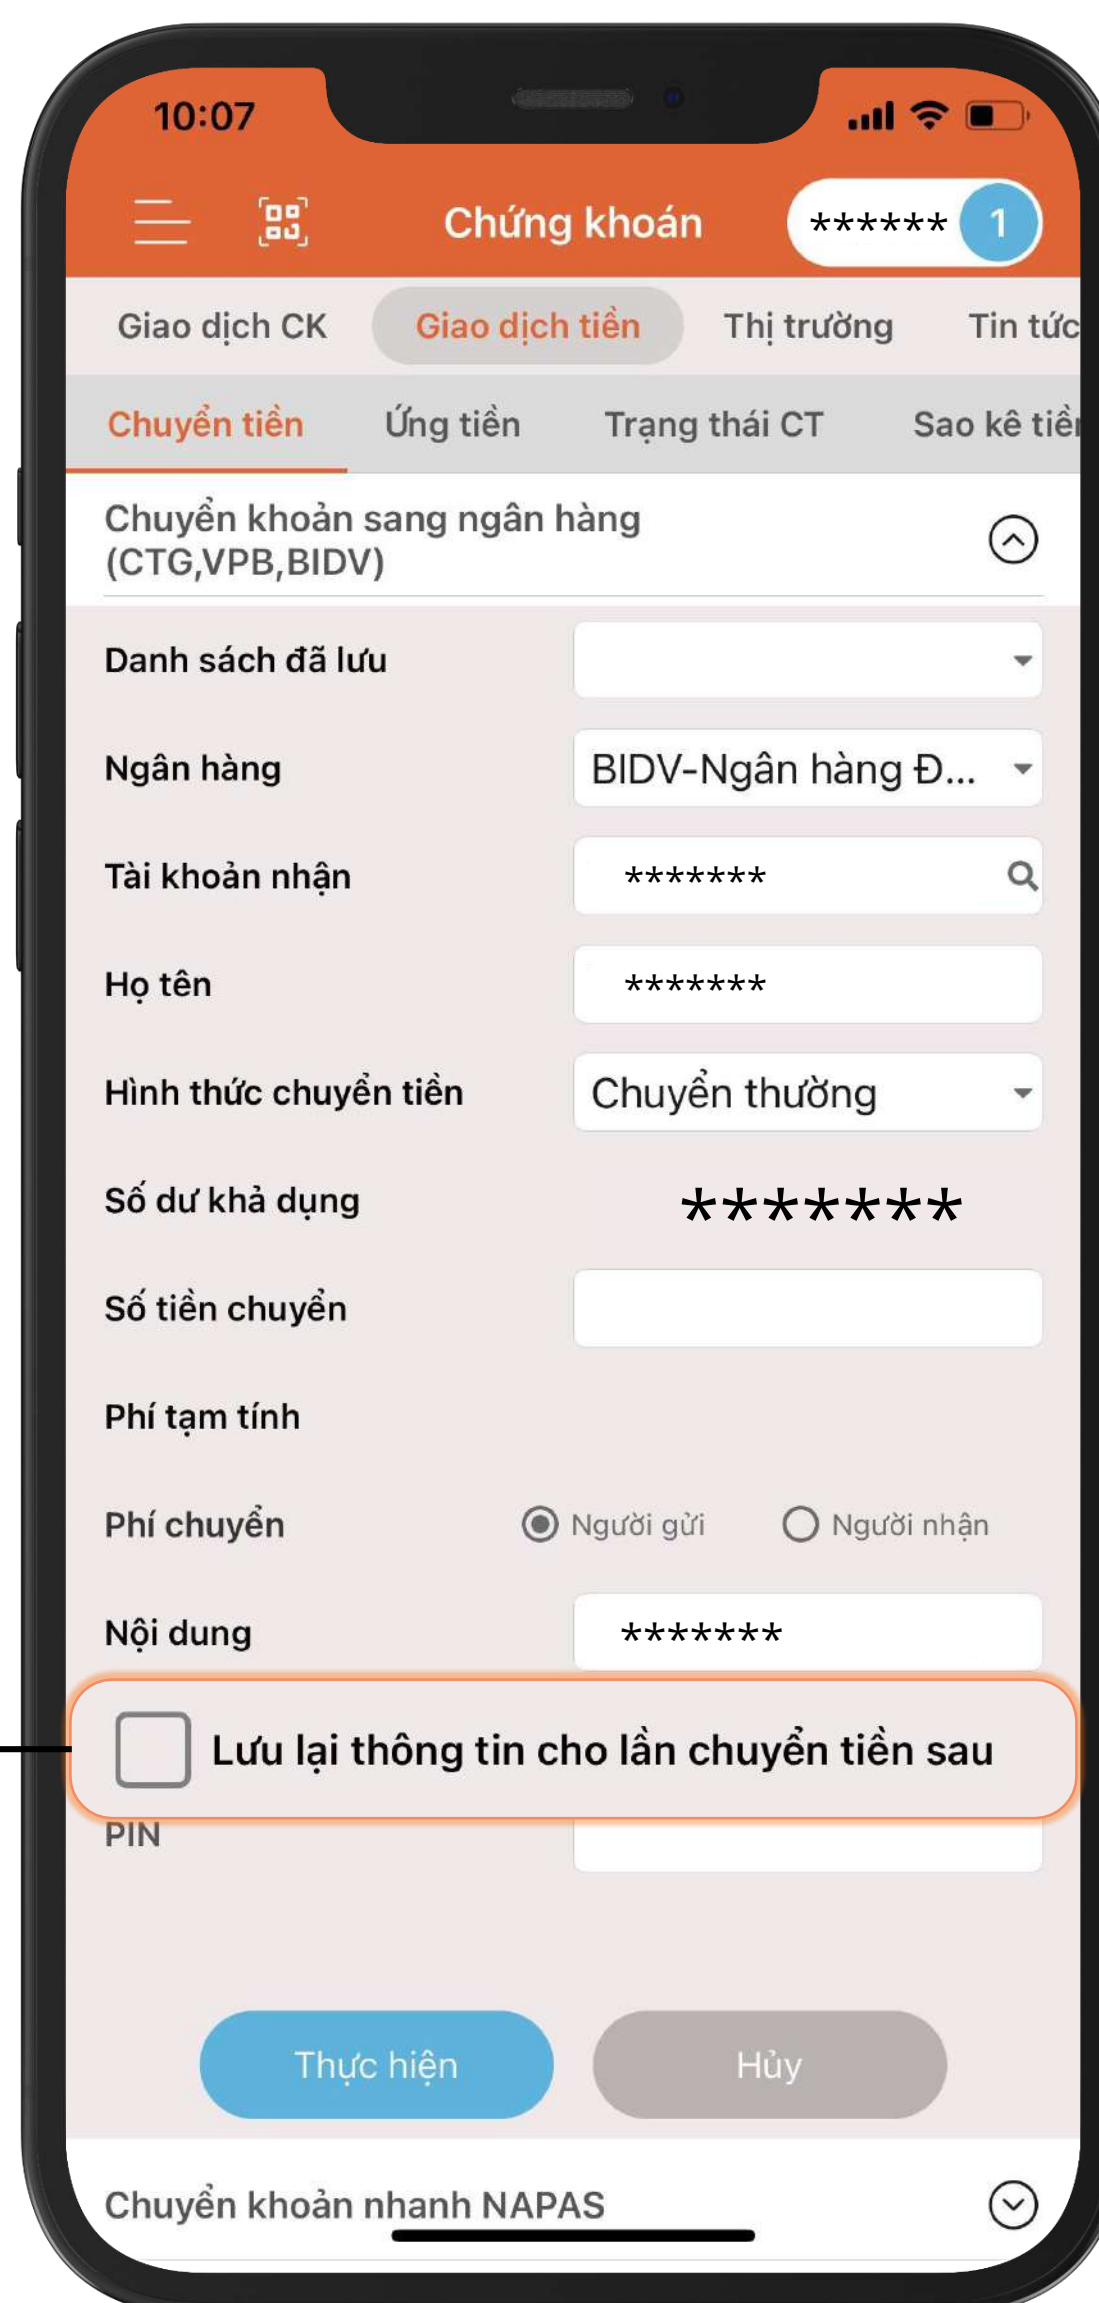 10:07
Chứng khoán
****** 1
Giao dịch CK Giao dịch tiền Thị trường Tin tức
Chuyển tiền Ứng tiền Trạng thái CT Sao kê tiền
Chuyển khoản sang ngân hàng
(CTG,VPB,BIDV)
Danh sách đã lưu
Ngân hàng BIDV-Ngân hàng Đ...
Tài khoản nhận *******
Họ tên *******
Hình thức chuyển tiền Chuyển thường
Số dư khả dụng *******
Số tiền chuyển
Phí tạm tính
Phí chuyển Người gửi Người nhận
Nội dung *******
Lưu lại thông tin cho lần chuyển tiền sau
PIN
Thực hiện Hủy
Chuyển khoản nhanh NAPAS